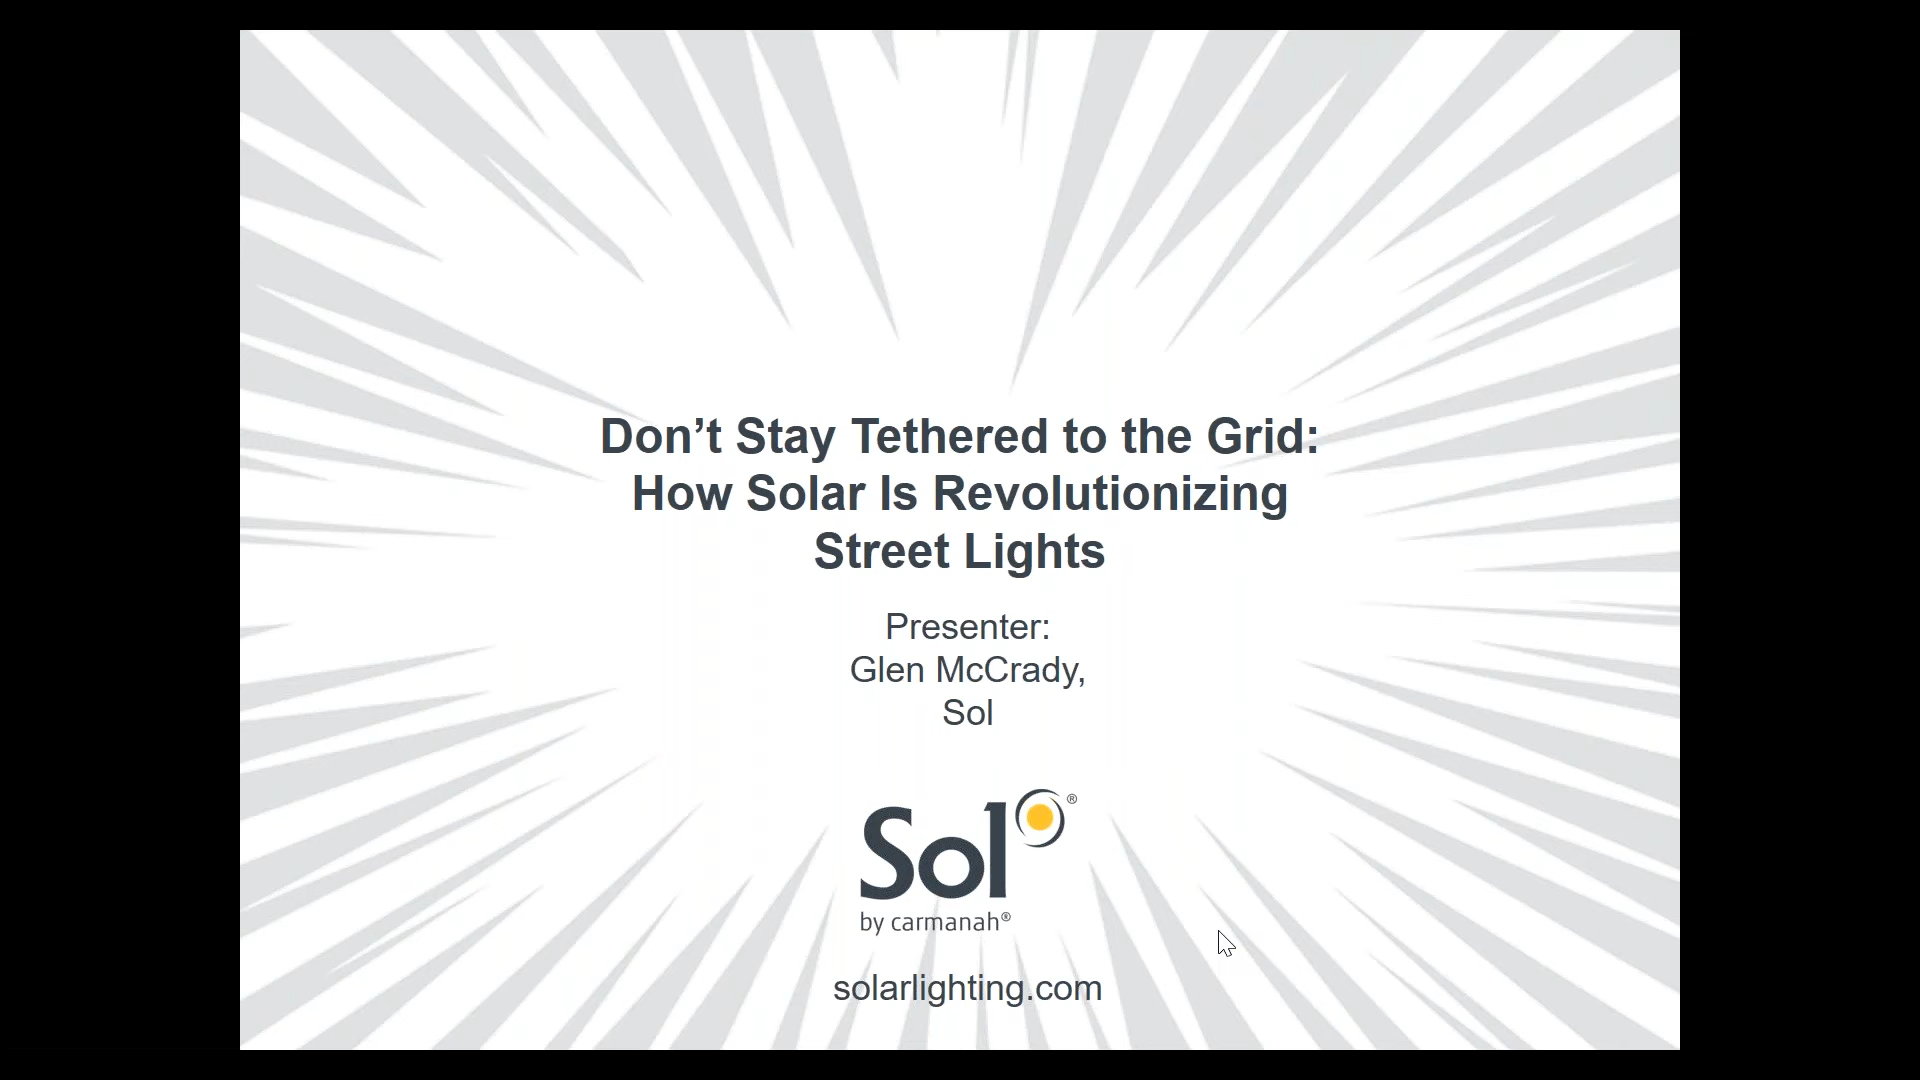 Don’t Stay Tethered to the Grid:
How Solar Is Revolutionizing
Street Lights
Presenter:
Glen McCrady,
Sol
Sol®
by carmanah®
solarlighting.com